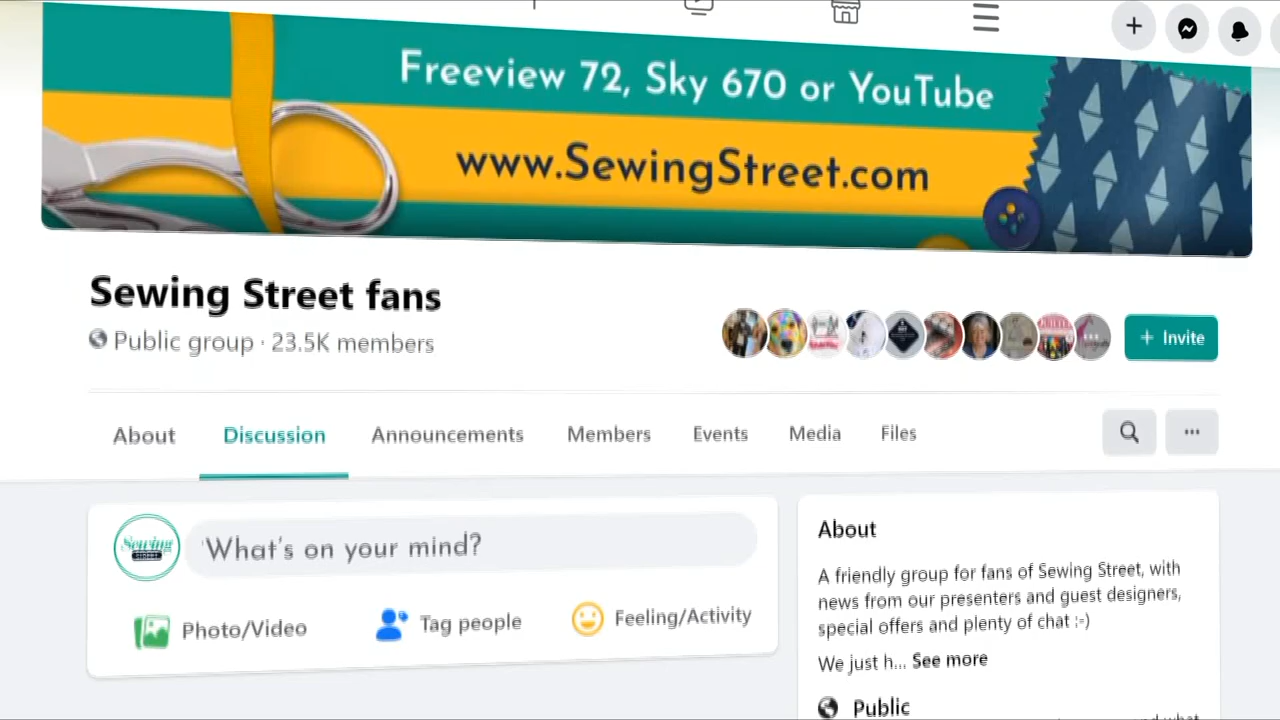 Freeview 72, Sky 670 or YouTube
www.SewingStreet.com
Sewing Street fans
Public group · 23.5K members
+ Invite
About
Discussion
Announcements
Members
Events
Media
Files
Sewing
What's on your mind?
Photo/Video
Tag people
Feeling/Activity
About
A friendly group for fans of Sewing Street, with
news from our presenters and guest designers,
special offers and plenty of chat :-)
We just h... See more
Public